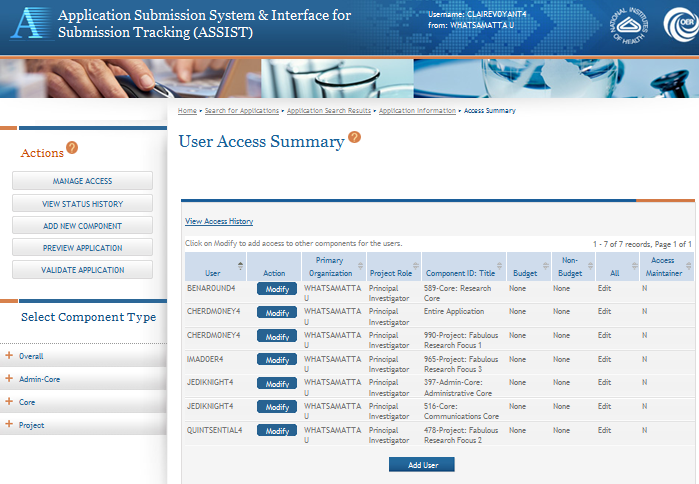 Application Submission System & Interface for
Submission Tracking (ASSIST)
Username: CLAIREVOYANT4
from: WHATSAMATTA U
NATIONAL INSTITUTES
OF HEALTH
OER
Home • Search for Applications • Application Search Results • Application Information • Access Summary
Actions ?
MANAGE ACCESS
VIEW STATUS HISTORY
ADD NEW COMPONENT
PREVIEW APPLICATION
VALIDATE APPLICATION
Select Component Type
+ Overall
+ Admin-Core
+ Core
+ Project
User Access Summary ?
View Access History
Click on Modify to add access to other components for the users.
1 - 7 of 7 records, Page 1 of 1
User Action Primary Organization Project Role Component ID: Title Budget Non-Budget All Access Maintainer
BENAROUND4 Modify WHATSAMATTA U Principal Investigator 589-Core: Research Core None None Edit N
CHERDMONEY4 Modify WHATSAMATTA U Principal Investigator Entire Application None None Edit N
CHERDMONEY4 Modify WHATSAMATTA U Principal Investigator 990-Project: Fabulous Research Focus 1 None None Edit N
IMADOER4 Modify WHATSAMATTA U Principal Investigator 965-Project: Fabulous Research Focus 3 None None Edit N
JEDIKNIGHT4 Modify WHATSAMATTA U Principal Investigator 397-Admin-Core: Administrative Core None None Edit N
JEDIKNIGHT4 Modify WHATSAMATTA U Principal Investigator 516-Core: Communications Core None None Edit N
QUINTSENTIAL4 Modify WHATSAMATTA U Principal Investigator 478-Project: Fabulous Research Focus 2 None None Edit N
Add User